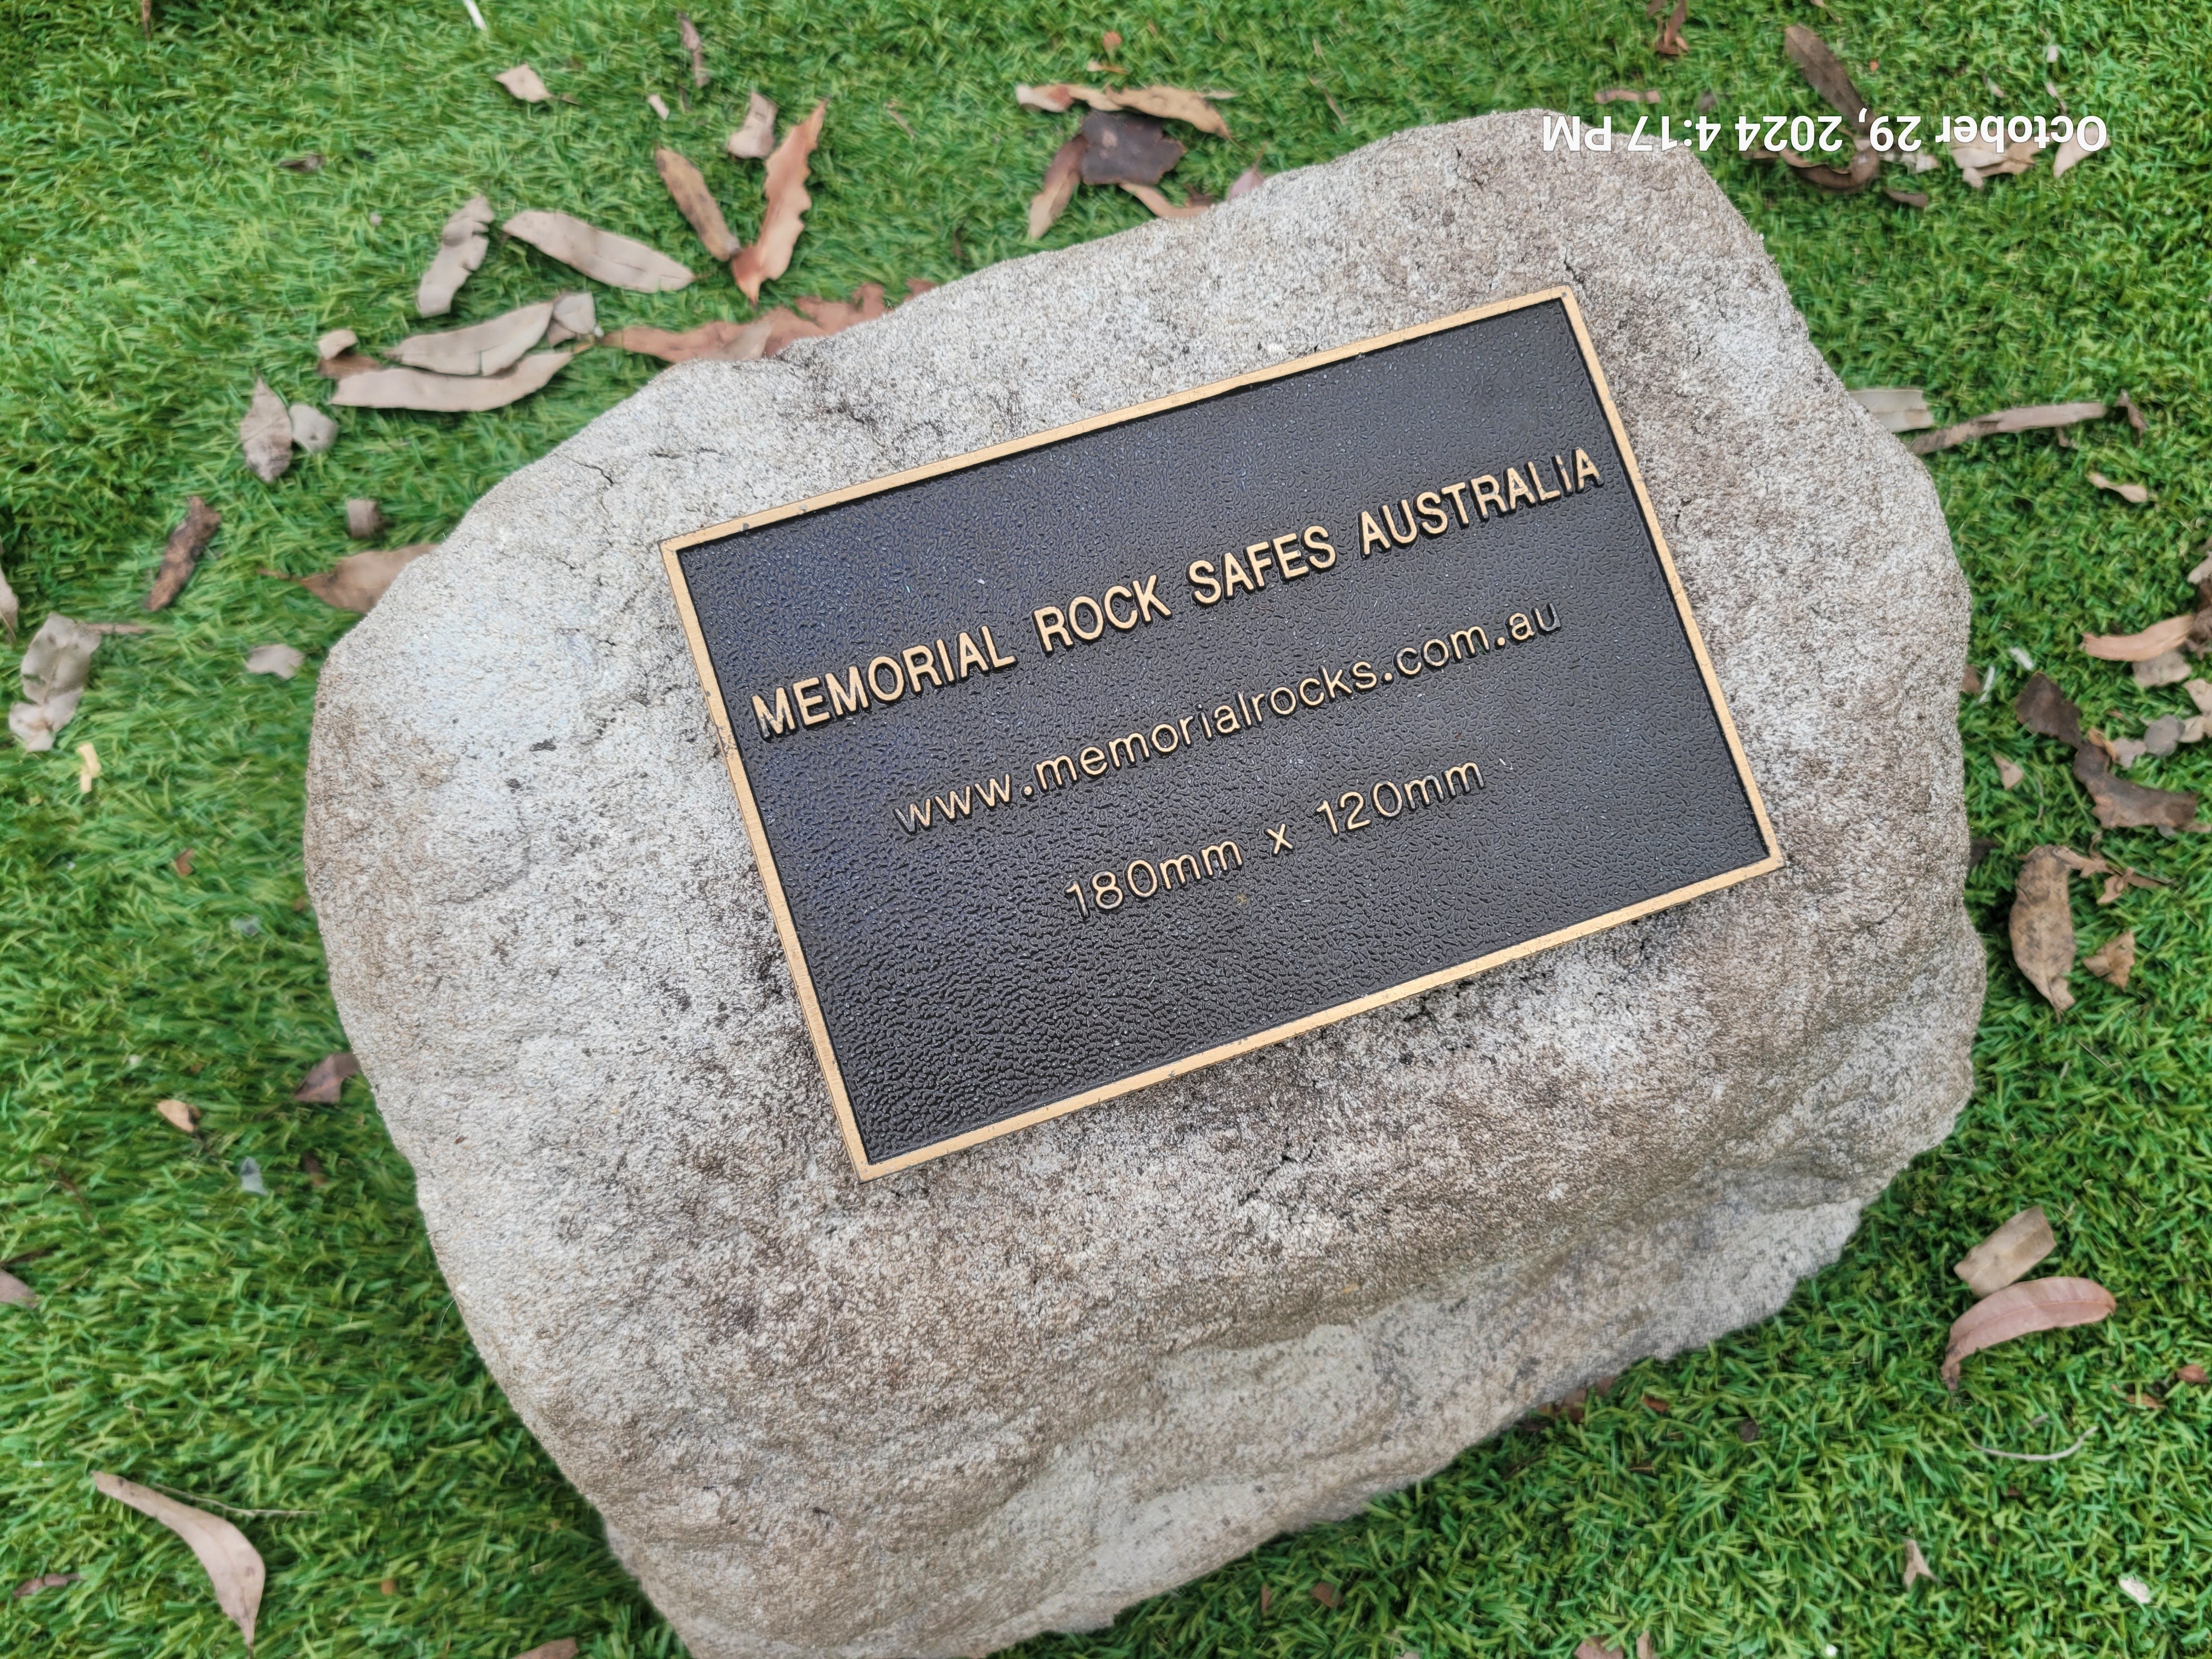 October 29, 2024 4:17 PM
MEMORIAL ROCK SAFES AUSTRALiA
www.memorialrocks.com.au
180mm x 120mm